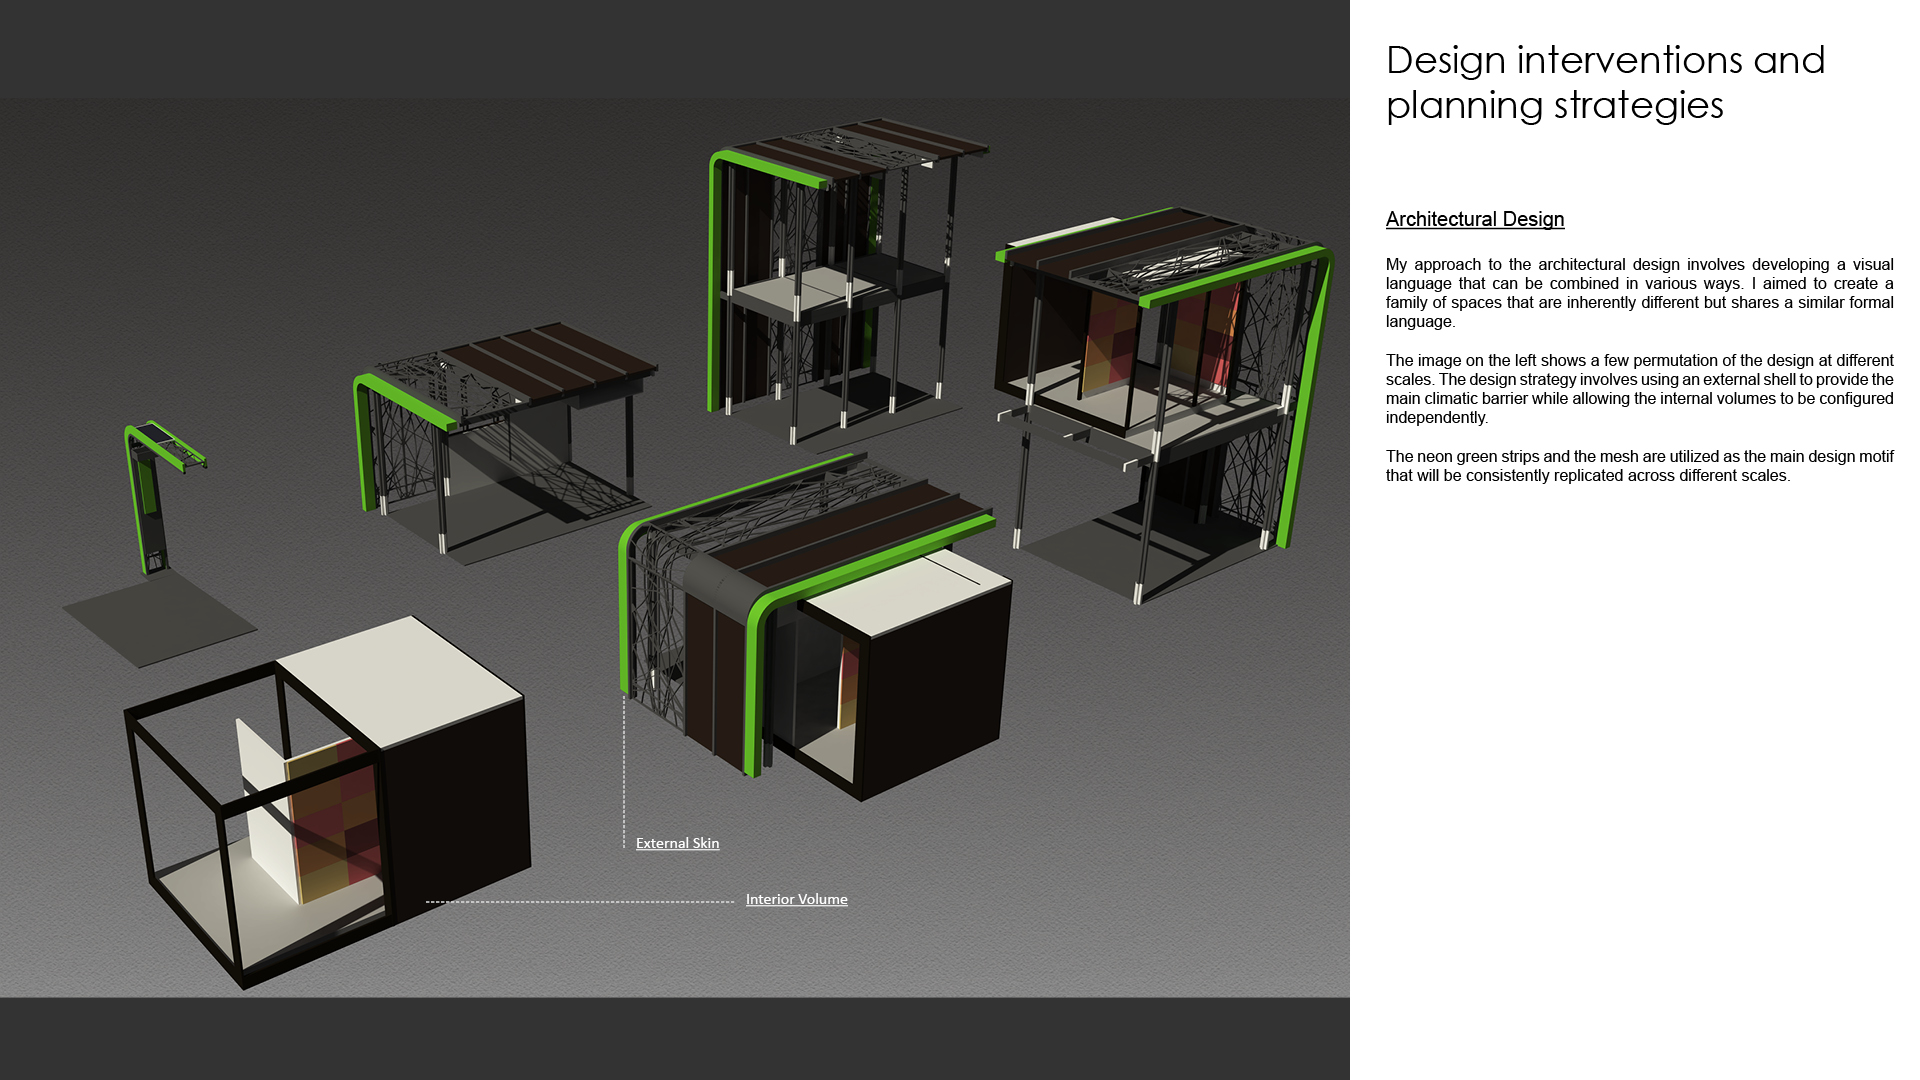 Design interventions and
planning strategies
Architectural Design
My approach to the architectural design involves developing a visual
language that can be combined in various ways. I aimed to create a
family of spaces that are inherently different but shares a similar formal
language.
The image on the left shows a few permutation of the design at different
scales. The design strategy involves using an external shell to provide the
main climatic barrier while allowing the internal volumes to be configured
independently.
The neon green strips and the mesh are utilized as the main design motif
that will be consistently replicated across different scales.
External Skin
Interior Volume